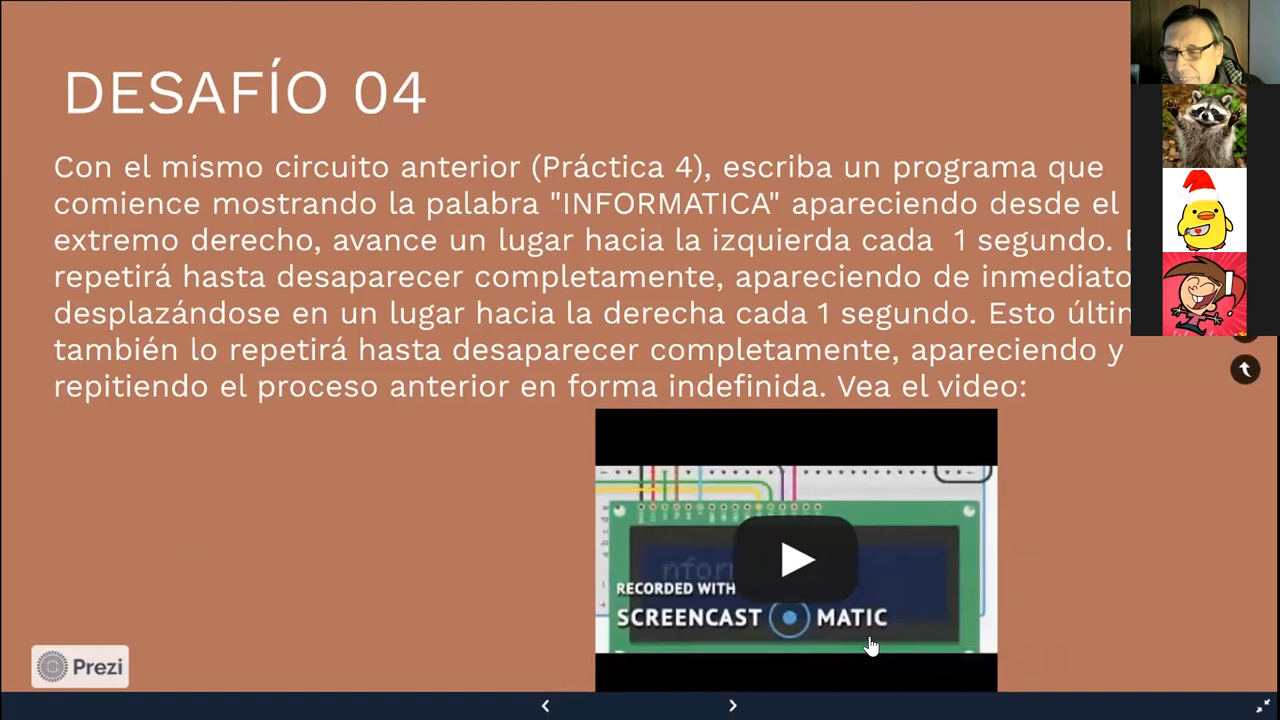 DESAFÍO 04
Con el mismo circuito anterior (Práctica 4), escriba un programa que
comience mostrando la palabra "INFORMATICA" apareciendo desde el
extremo derecho, avance un lugar hacia la izquierda cada 1 segundo.
repetirá hasta desaparecer completamente, apareciendo de inmediato
desplazándose en un lugar hacia la derecha cada 1 segundo. Esto
también lo repetirá hasta desaparecer completamente, apareciendo y
repitiendo el proceso anterior en forma indefinida. Vea el video:
RECORDED WITH
SCREENCAST MATIC
Prezi